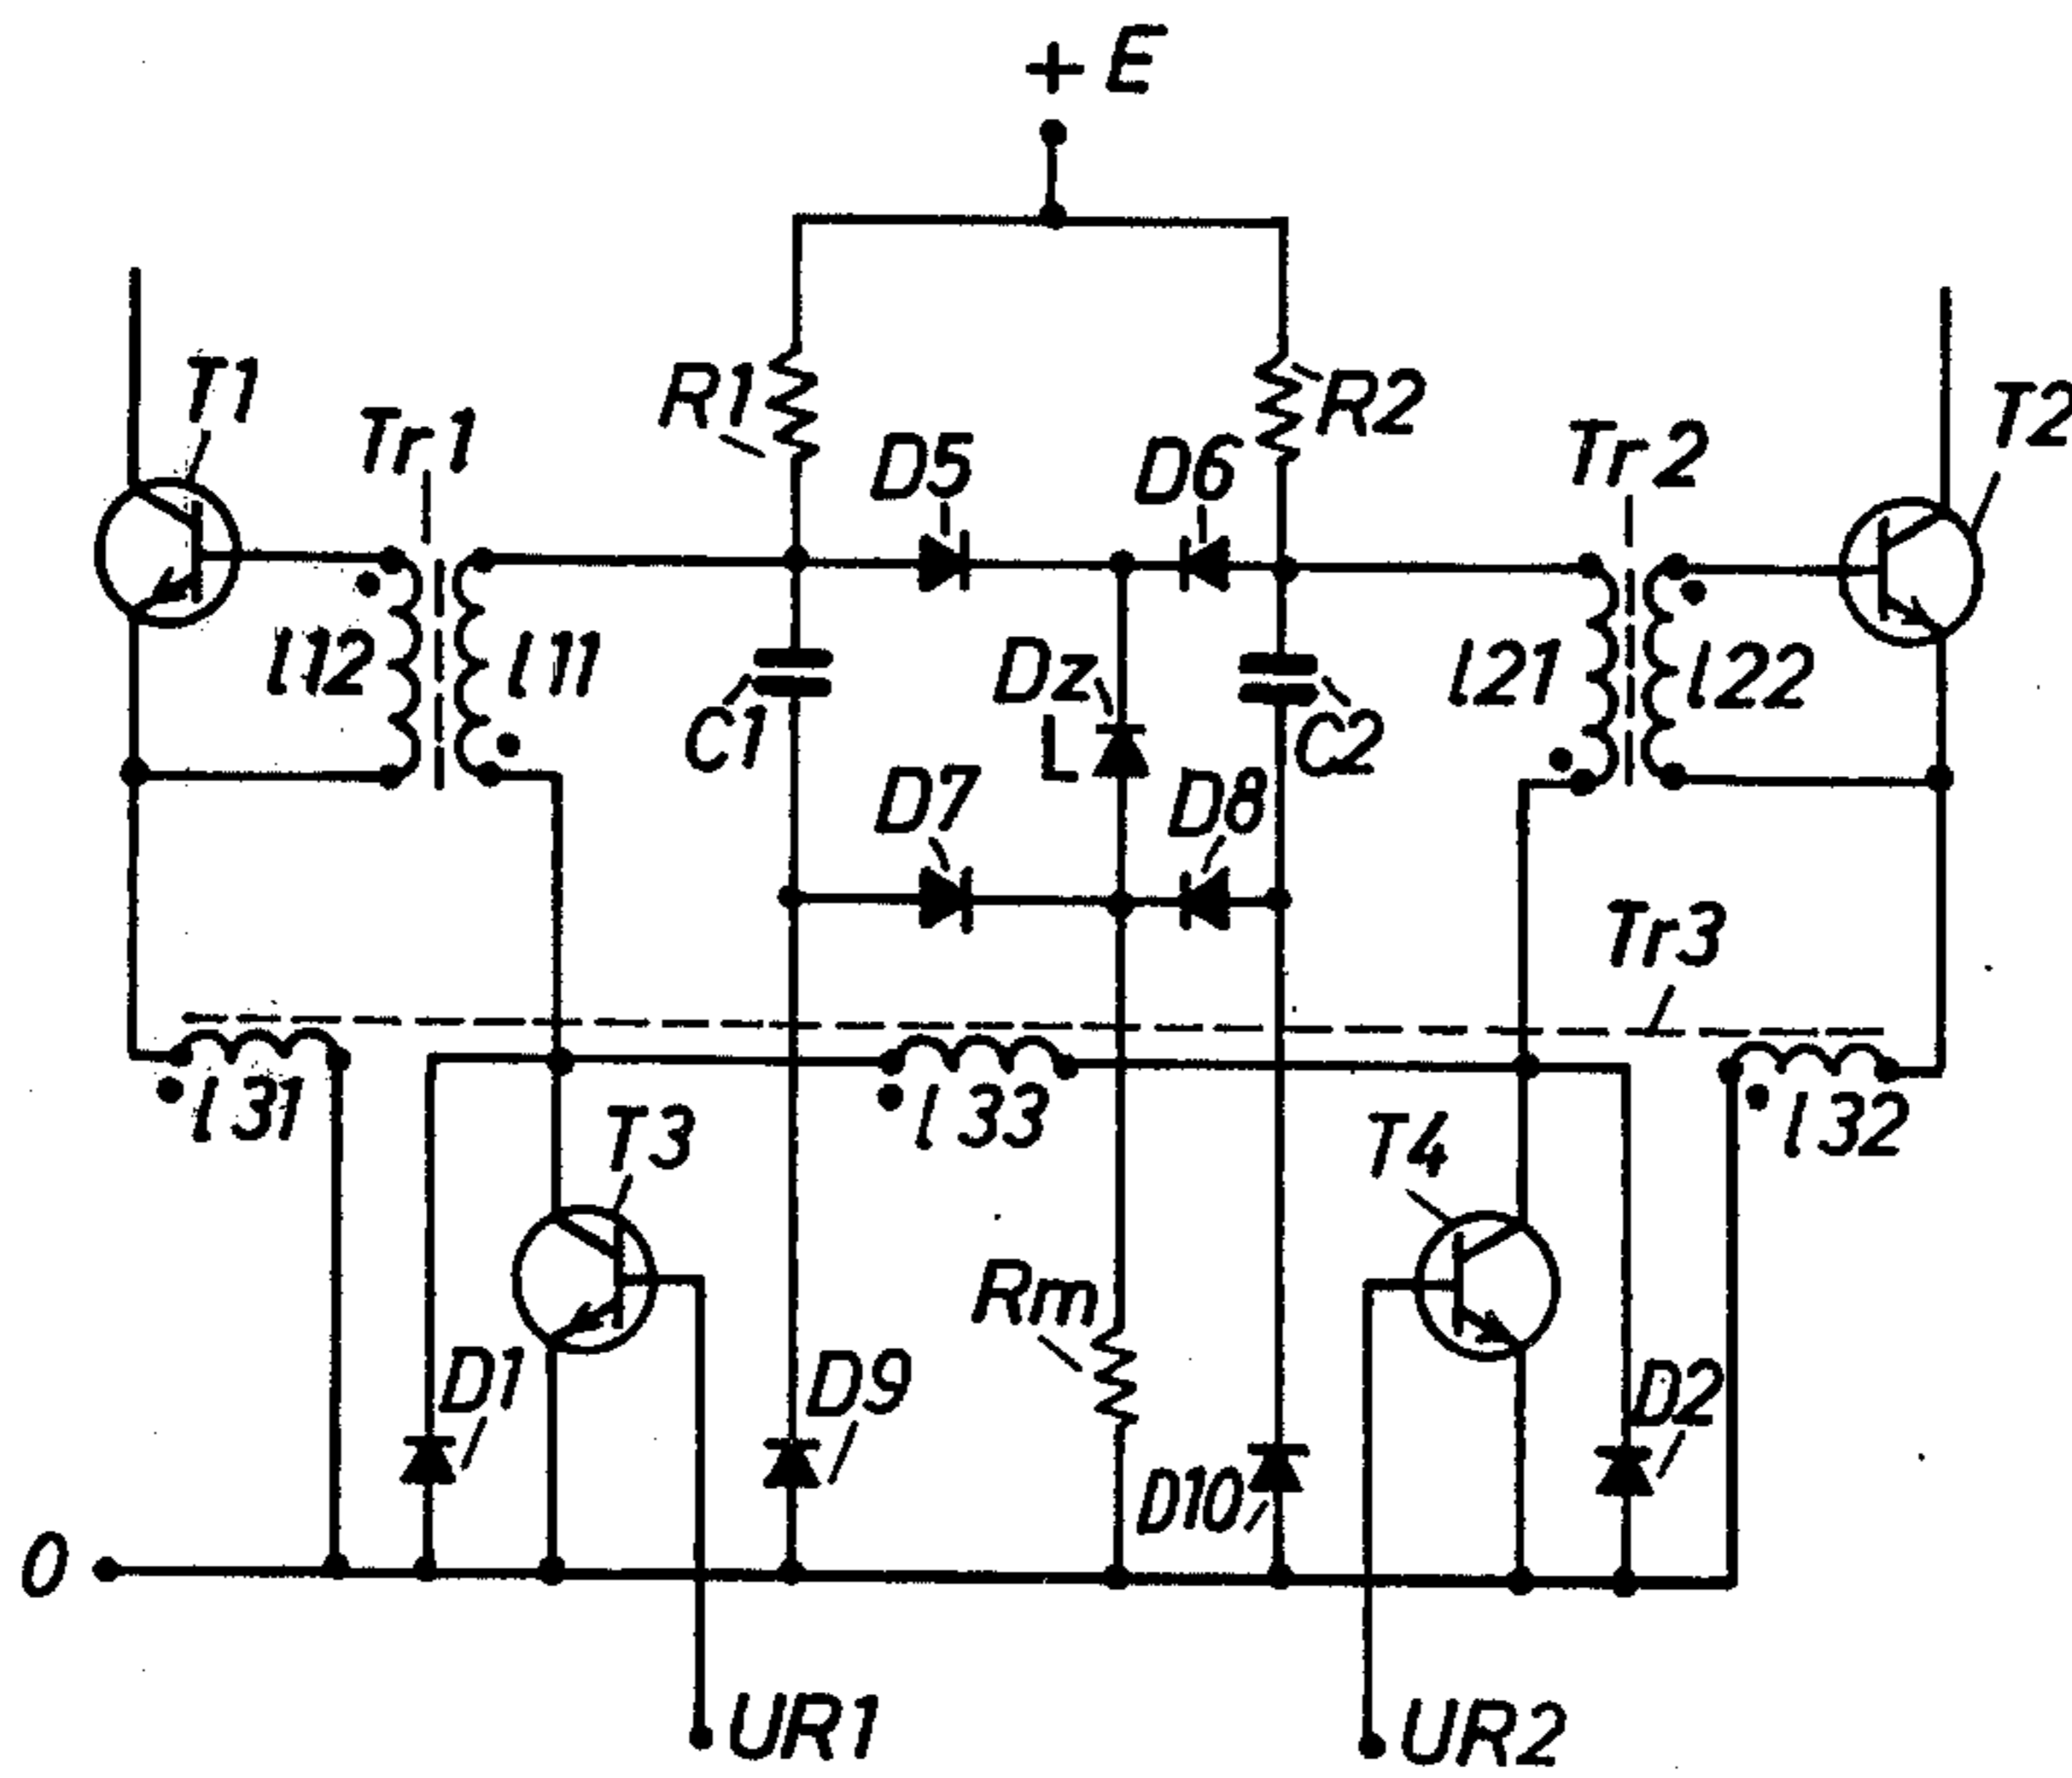 + E
T1
Tr1
R1
R2
Tr2
T2
D5
D6
l12
l11
Dz
l21
l22
C1
C2
D7
D8
Tr3
l31
l33
l32
T3
T4
Rm
D1
D9
D2
D10
0
UR1
UR2